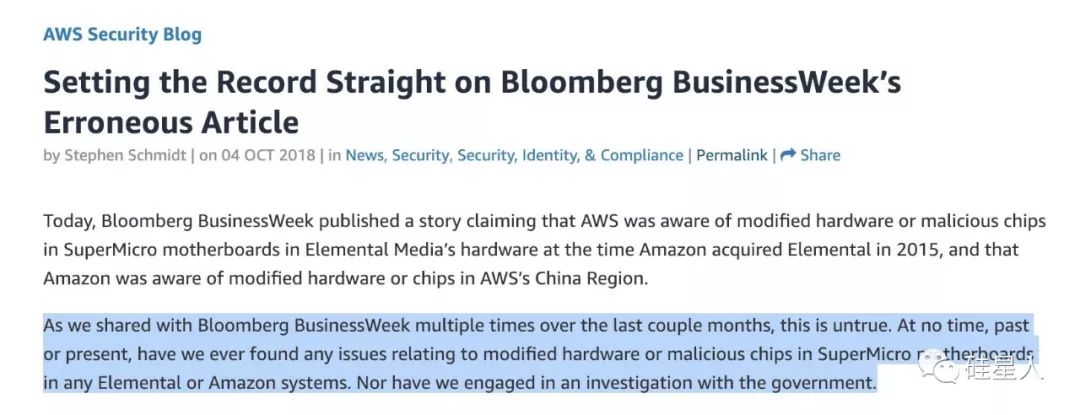 AWS Security Blog
Setting the Record Straight on Bloomberg BusinessWeek’s
Erroneous Article
by Stephen Schmidt | on 04 OCT 2018 | in News, Security, Security, Identity, & Compliance | Permalink | Share
Today, Bloomberg BusinessWeek published a story claiming that AWS was aware of modified hardware or malicious chips
in SuperMicro motherboards in Elemental Media’s hardware at the time Amazon acquired Elemental in 2015, and that
Amazon was aware of modified hardware or chips in AWS’s China Region.
As we shared with Bloomberg BusinessWeek multiple times over the last couple months, this is untrue. At no time, past
or present, have we ever found any issues relating to modified hardware or malicious chips in SuperMicro motherboards
in any Elemental or Amazon systems. Nor have we engaged in an investigation with the government.
硅星人